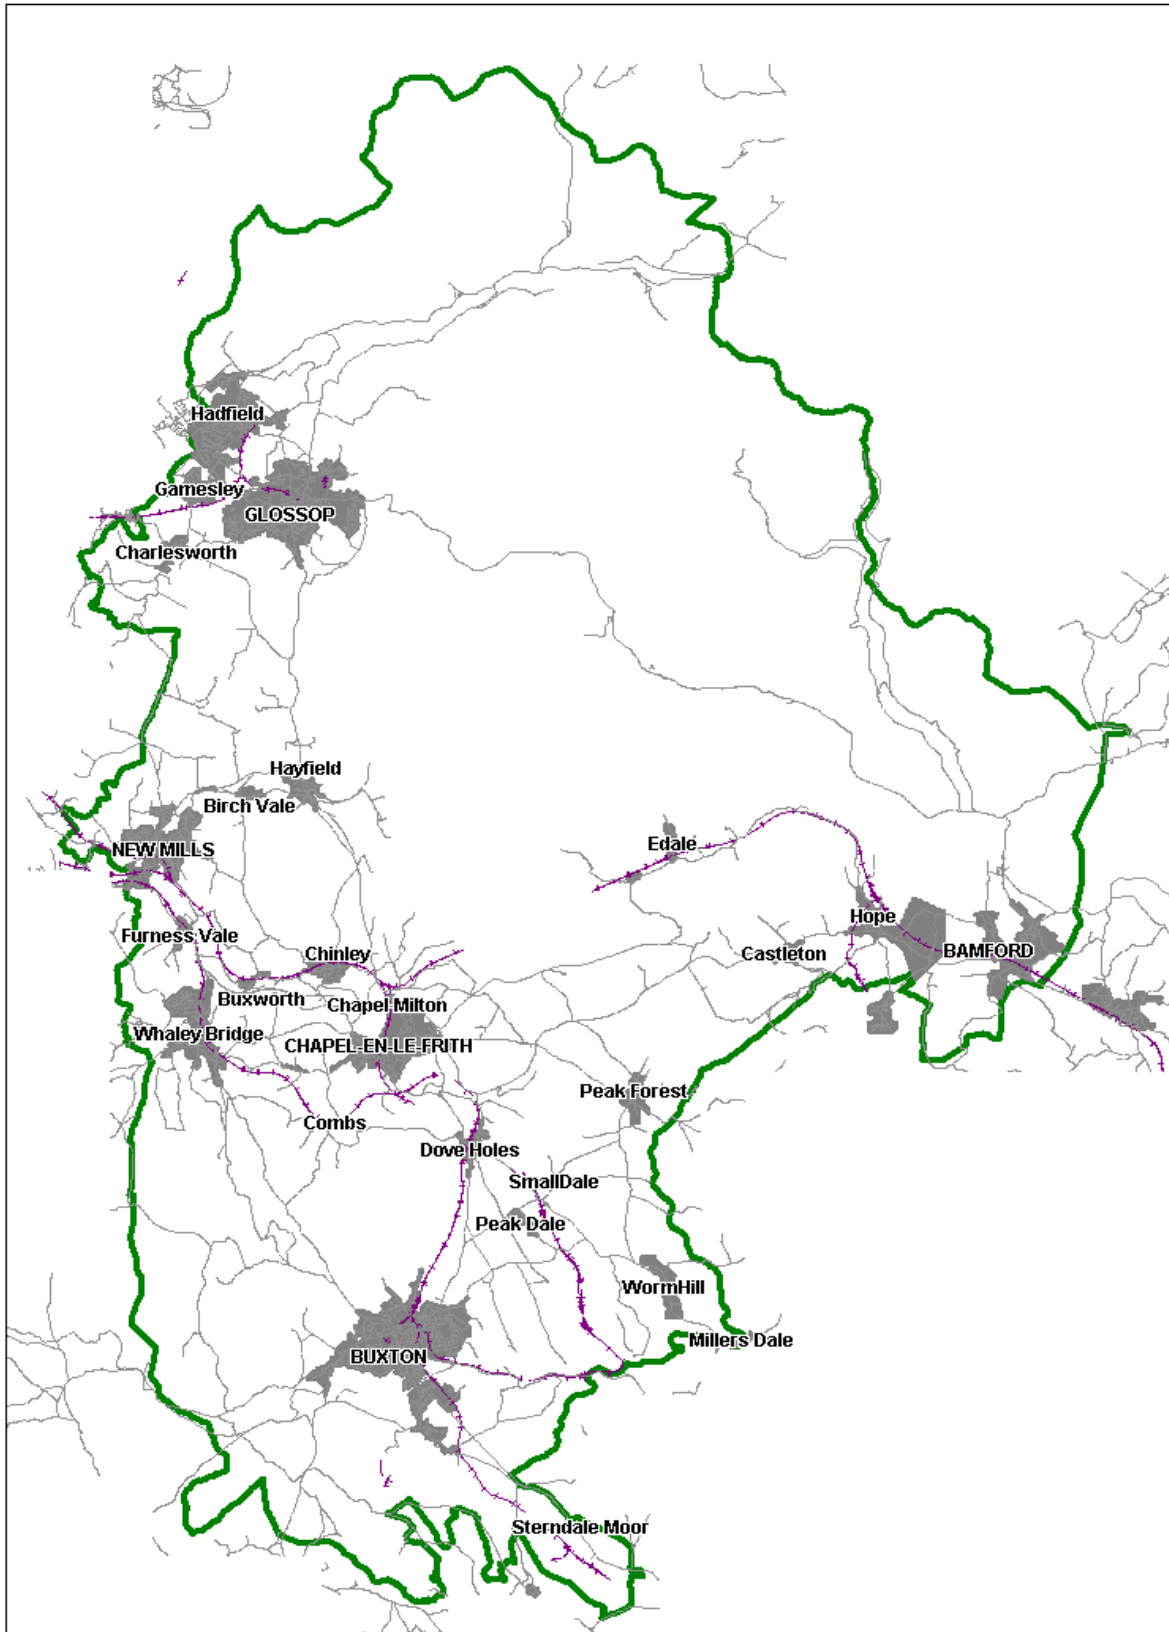 Hadfield
Gamesley
GLOSSOP
Charlesworth
Hayfield
Birch Vale
NEW MILLS
Edale
Hope
Furness Vale
Castleton
BAMFORD
Chinley
Buxworth
Chapel Milton
Whaley Bridge
CHAPEL-EN-LE-FRITH
Peak Forest
Combs
Dove Holes
SmallDale
Peak Dale
WormHill
Millers Dale
BUXTON
Sterndale Moor